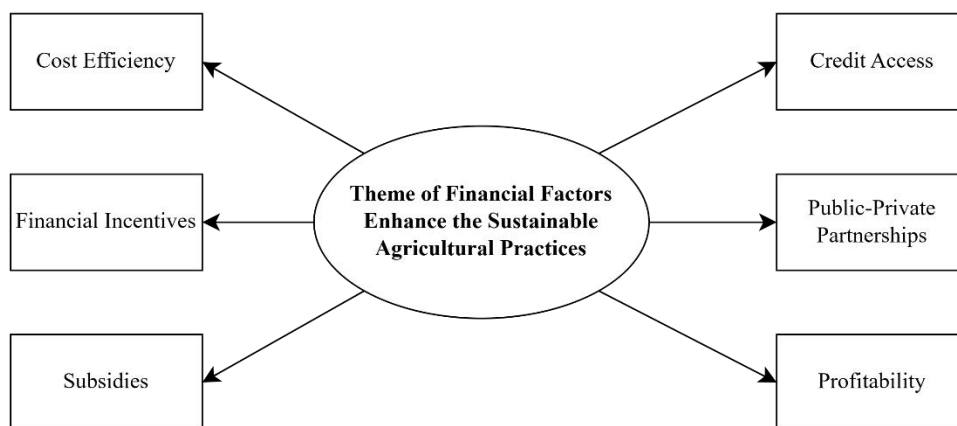 Cost Efficiency
Credit Access
Theme of Financial Factors
Enhance the Sustainable
Agricultural Practices
Financial Incentives
Public-Private
Partnerships
Subsidies
Profitability